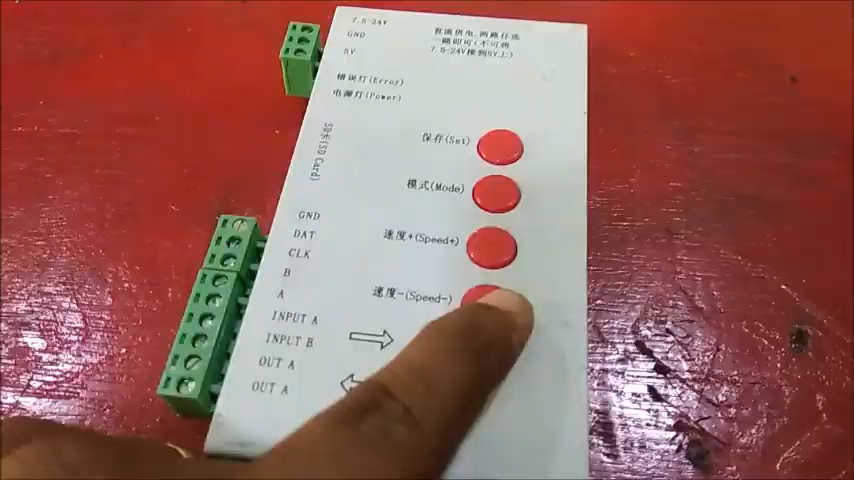 7.5-24V
GND
5V
直流供电,两路任选
一路即可(不可将
7.5-24V接到5V上)
错误灯(Error)
电源灯(Power)
SD卡(SD Card)
保存(Set)
模式(Mode)
速度+(Speed+)
速度-(Speed-)
GND
DAT
CLK
B
A
INPUT A
INPUT B
OUT A
OUT A